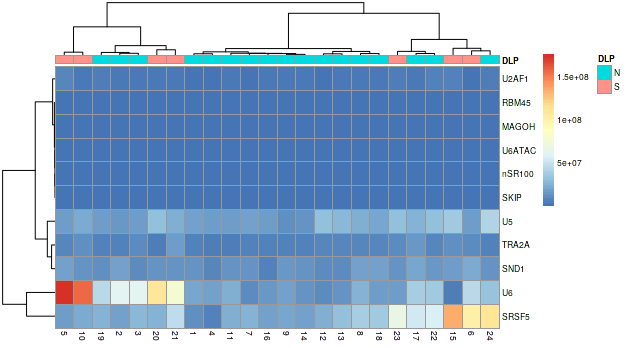 DLP
U2AF1
RBM45
MAGOH
U6ATAC
nSR100
SKIP
U5
TRA2A
SND1
U6
SRSF5
5 10 19 2 3 20 21 1 4 11 7 16 9 14 12 13 8 18 23 17 22 15 6 24
1.5e+08
1e+08
5e+07
DLP
N
S